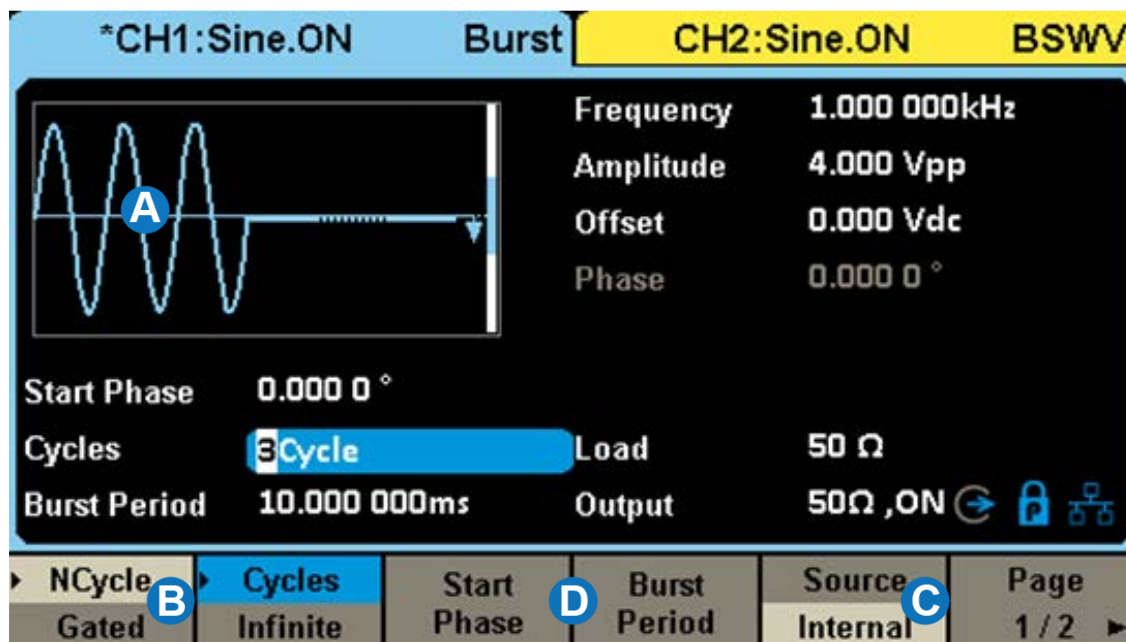 *CH1:Sine.ON Burst CH2:Sine.ON BSWV
Frequency 1.000 000kHz
Amplitude 4.000 Vpp
A
Offset 0.000 Vdc
Phase 0.000 0 °
Start Phase 0.000 0 °
Cycles 3Cycle Load 50 Ω
Burst Period 10.000 000ms Output 50Ω ,ON P
NCycle Cycles Start Burst Source Page
B D C
Gated Infinite Phase Period Internal 1 / 2